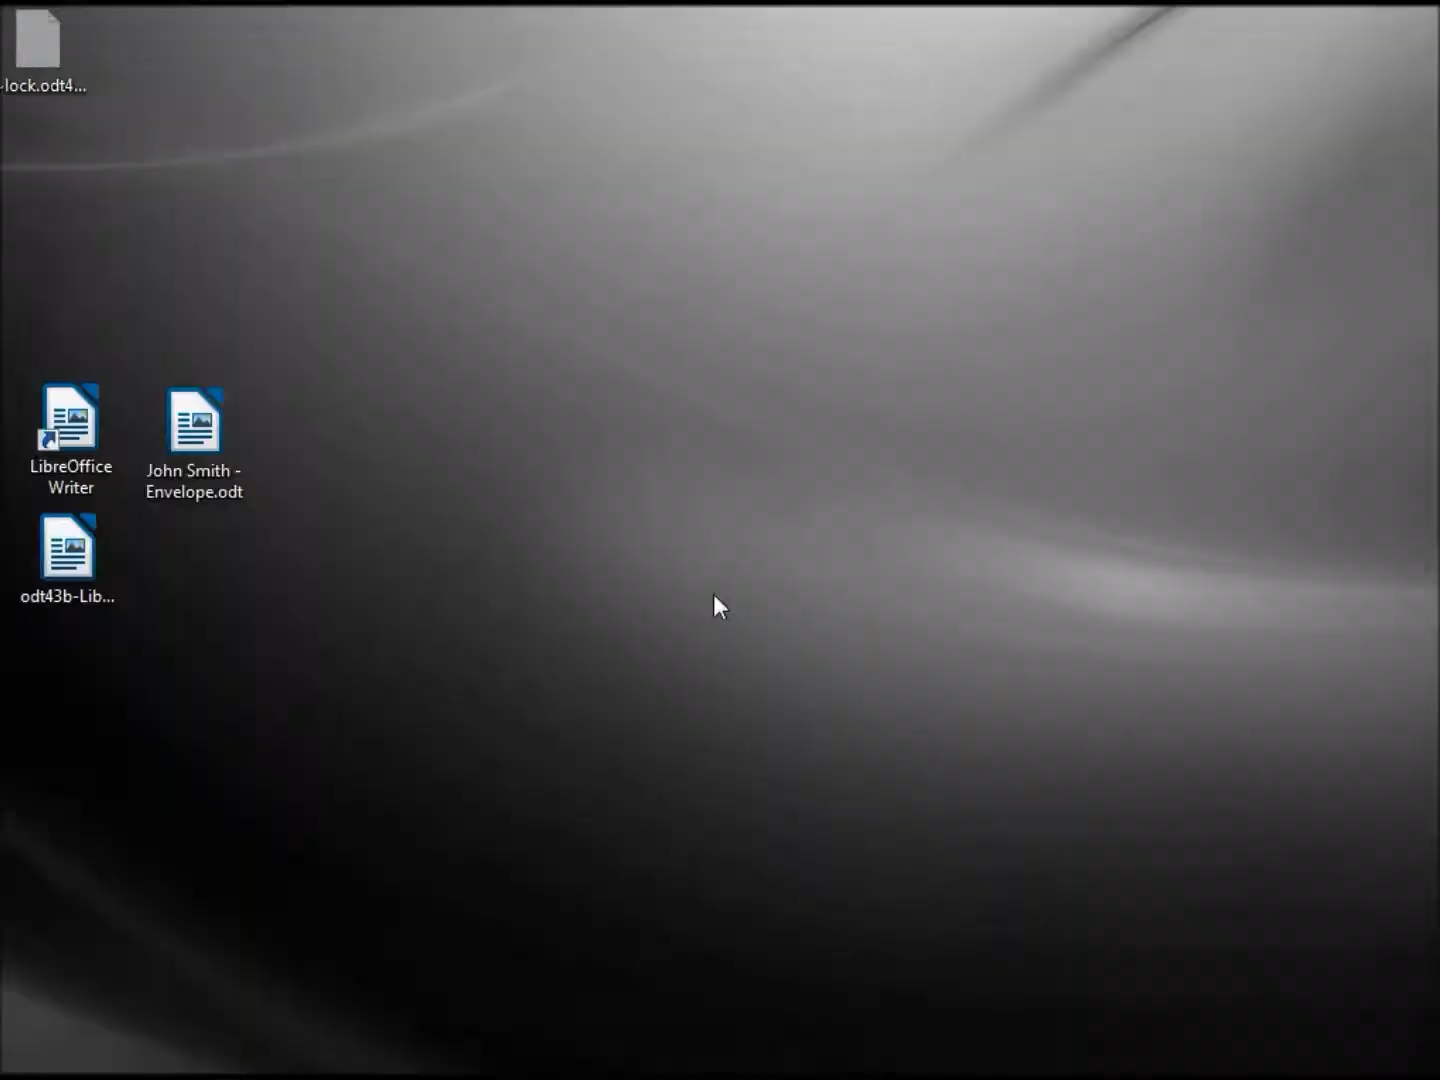 -lock.odt4...
LibreOffice
Writer
John Smith -
Envelope.odt
odt43b-Lib...